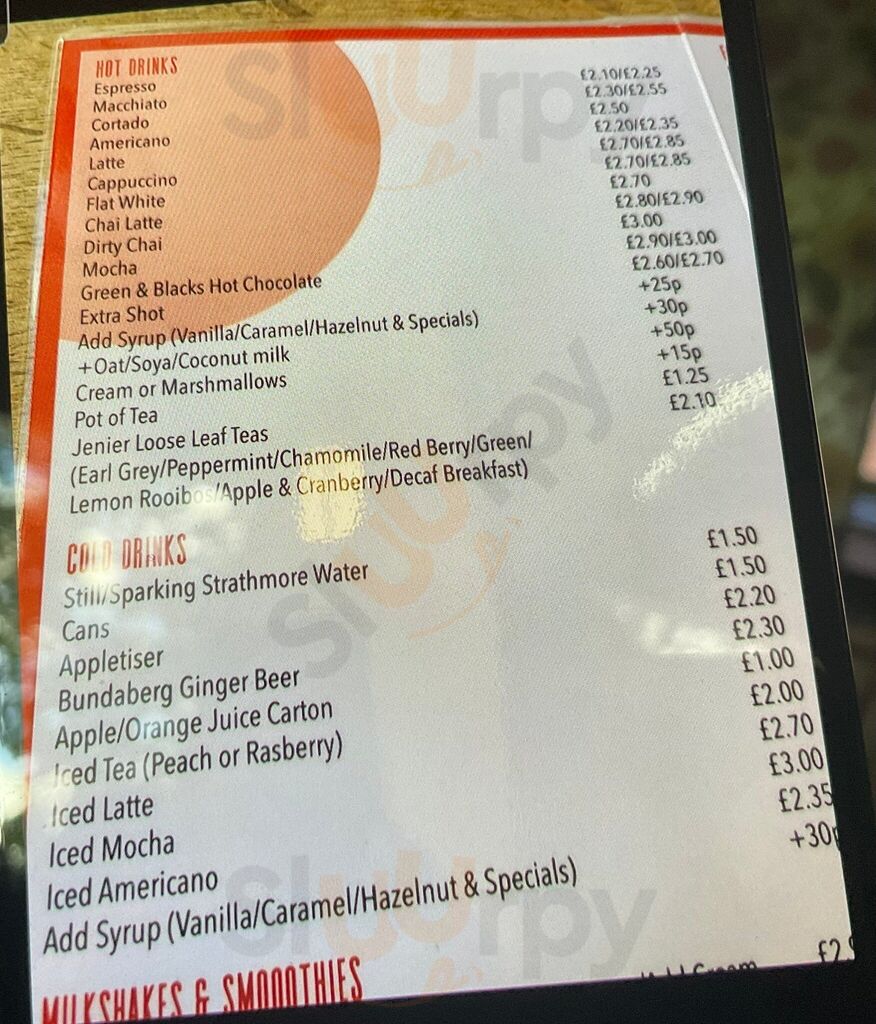 HOT DRINKS
Espresso £2.10/£2.25
Macchiato £2.30/£2.55
Cortado £2.50
Americano £2.20/£2.35
Latte £2.70/£2.85
Cappuccino £2.70/£2.85
Flat White £2.70
Chai Latte £2.80/£2.90
Dirty Chai £3.00
Mocha £2.90/£3.00
Green & Blacks Hot Chocolate £2.60/£2.70
Extra Shot +25p
Add Syrup (Vanilla/Caramel/Hazelnut & Specials) +30p
+Oat/Soya/Coconut milk +50p
Cream or Marshmallows +15p
Pot of Tea £1.25
Jenier Loose Leaf Teas £2.10
(Earl Grey/Peppermint/Chamomile/Red Berry/Green/
Lemon Rooibos/Apple & Cranberry/Decaf Breakfast)
COLD DRINKS
Still/Sparking Strathmore Water £1.50
Cans £1.50
Appletiser £2.20
Bundaberg Ginger Beer £2.30
Apple/Orange Juice Carton £1.00
Iced Tea (Peach or Rasberry) £2.00
Iced Latte £2.70
Iced Mocha £3.00
Iced Americano £2.35
Add Syrup (Vanilla/Caramel/Hazelnut & Specials) +30p
MILKSHAKES & SMOOOTHIES
Sluurpy
Sluurpy
Sluurpy